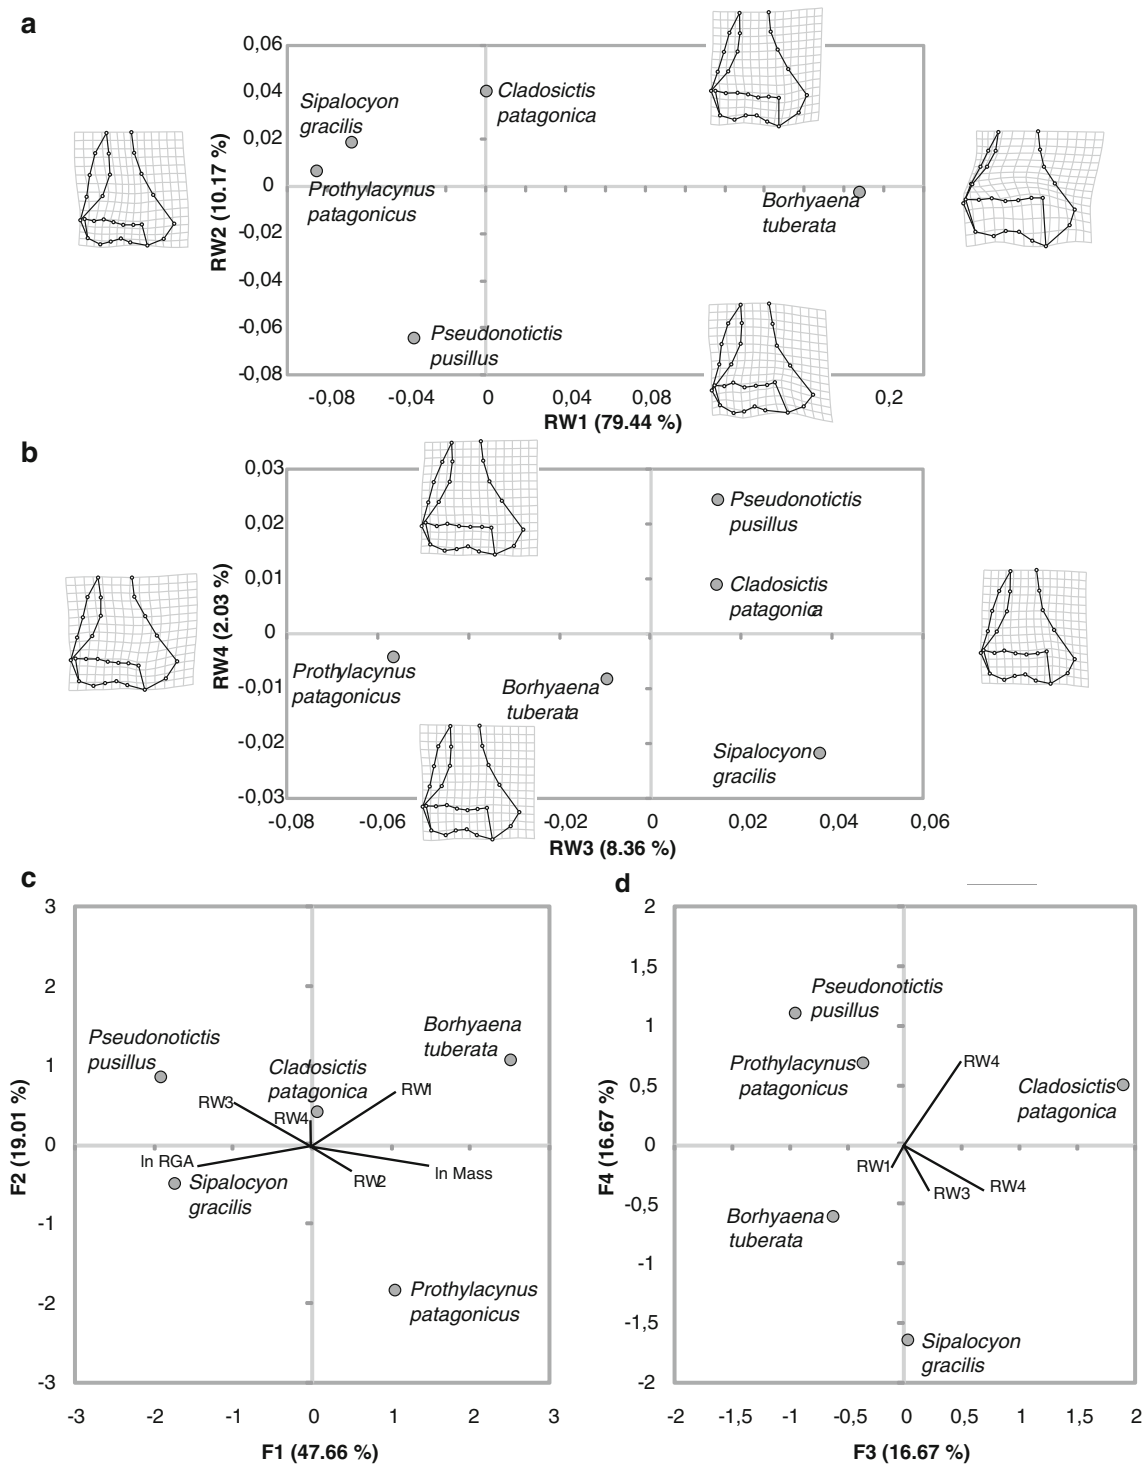 a
0,06
0,04
0,02
0
-0,02
-0,04
-0,06
-0,08
RW2 (10.17 %)
Cladosictis
patagonica
Sipalocyon
gracilis
Prothylacynus
patagonicus
Borhyaena
tuberata
Pseudonotictis
pusillus
-0,08 -0,04 0 0,04 0,08 0,2
RW1 (79.44 %)
b
0,03
0,02
0,01
0
-0,01
-0,02
-0,03
RW4 (2.03 %)
Pseudonotictis
pusillus
Cladosictis
patagonica
Prothylacynus
patagonicus
Borhyaena
tuberata
Sipalocyon
gracilis
-0,08 -0,06 -0,02 0 0,02 0,04 0,06
RW3 (8.36 %)
c
3
2
1
0
-1
-2
-3
F2 (19.01 %)
Pseudonotictis
pusillus
Borhyaena
tuberata
Cladosictis
patagonica
RW3
RW4
RW1
ln RGA
RW2
ln Mass
Sipalocyon
gracilis
Prothylacynus
patagonicus
-3 -2 -1 0 1 2 3
F1 (47.66 %)
d
2
1,5
1
0,5
0
-0,5
-1
-1,5
-2
F4 (16.67 %)
Pseudonotictis
pusillus
Prothylacynus
patagonicus
RW4
Cladosictis
patagonica
RW1
RW3
RW4
Borhyaena
tuberata
Sipalocyon
gracilis
-2 -1,5 -1 -0,5 0 0,5 1 1,5 2
F3 (16.67 %)